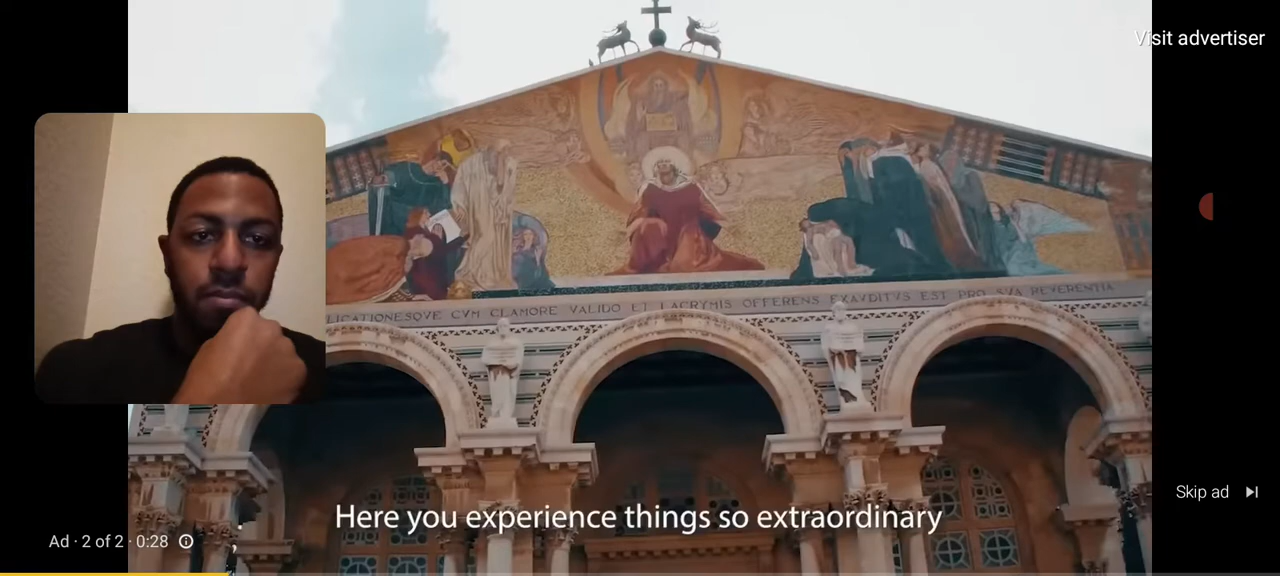 Visit advertiser
LICATIONESQVE CVM CLAMORE VALIDO ET LACRYMIS OFFERENS EXAVDITVS EST PRO SVA REVERENTIA
Skip ad
Here you experience things so extraordinary
Ad · 2 of 2 · 0:28